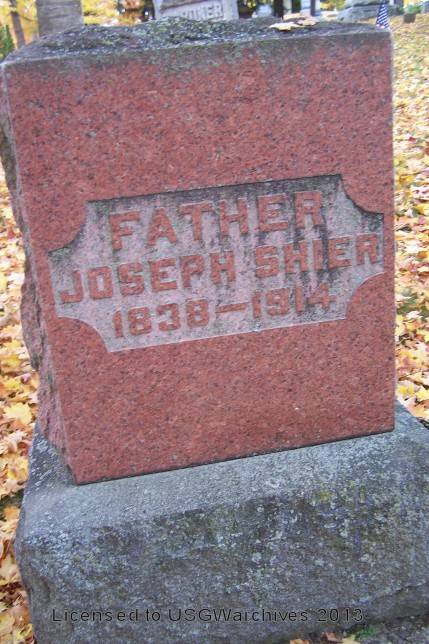 FATHER
JOSEPH SHIER
1838-1914
Licensed to USGWarchives 2013